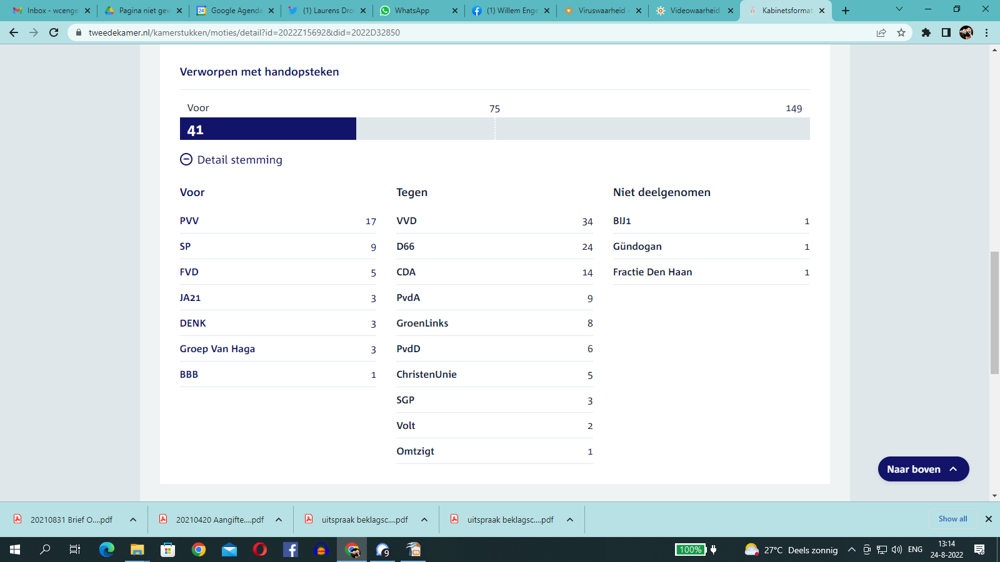 Inbox - wcenge
Pagina niet gev
Google Agenda
(1) Laurens Dro
WhatsApp
(1) Willem Enge
Viruswaarheid -
Videowaarheid
Kabinetsformat
tweedekamer.nl/kamerstukken/moties/detail?id=2022Z15692&did=2022D32850
Verworpen met handopsteken
Voor 75 149
41
Detail stemming
Voor
PVV 17
SP 9
FVD 5
JA21 3
DENK 3
Groep Van Haga 3
BBB 1
Tegen
VVD 34
D66 24
CDA 14
PvdA 9
GroenLinks 8
PvdD 6
ChristenUnie 5
SGP 3
Volt 2
Omtzigt 1
Niet deelgenomen
BIJ1 1
Gündogan 1
Fractie Den Haan 1
Naar boven
20210831 Brief O....pdf
20210420 Aangifte....pdf
uitspraak beklagsc....pdf
uitspraak beklagsc....pdf
Show all
9
100%
27°C Deels zonnig
ENG
13:14
24-8-2022